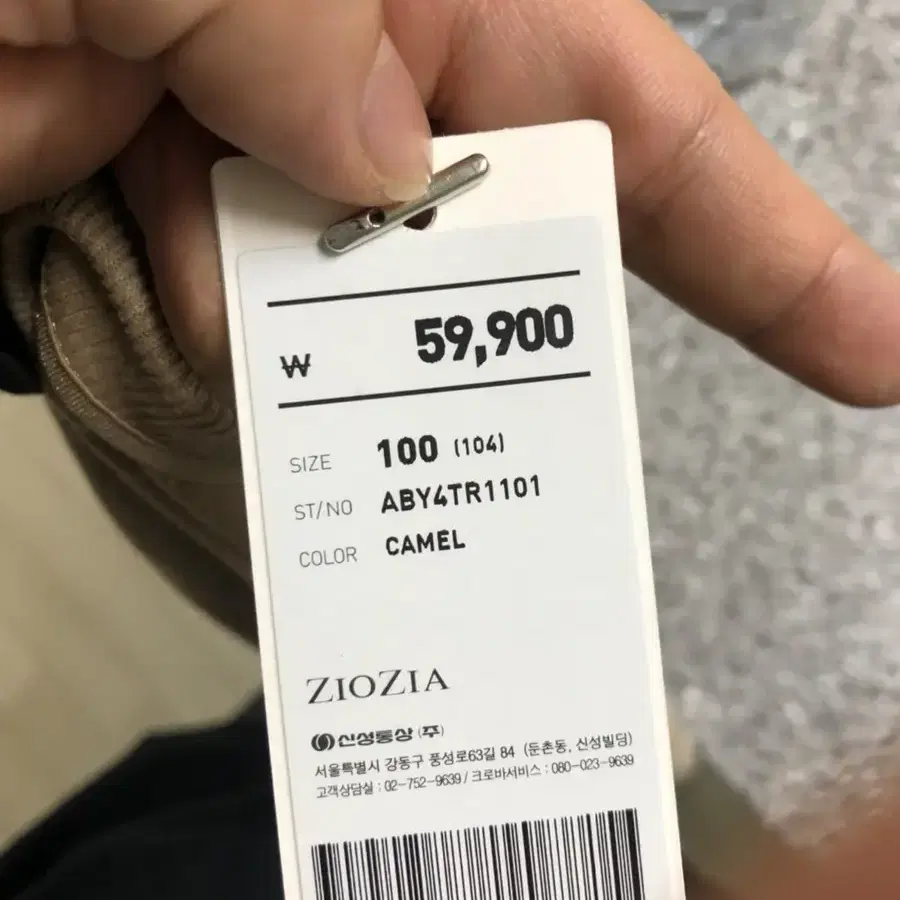 ₩ 59,900
SIZE 100 (104)
ST/NO ABY4TR1101
COLOR CAMEL
ZIOZIA
신성통상(주)
서울특별시 강동구 풍성로63길 84 (둔촌동, 신성빌딩)
고객상담실 : 02-752-9639 / 크로바서비스 : 080-023-9639